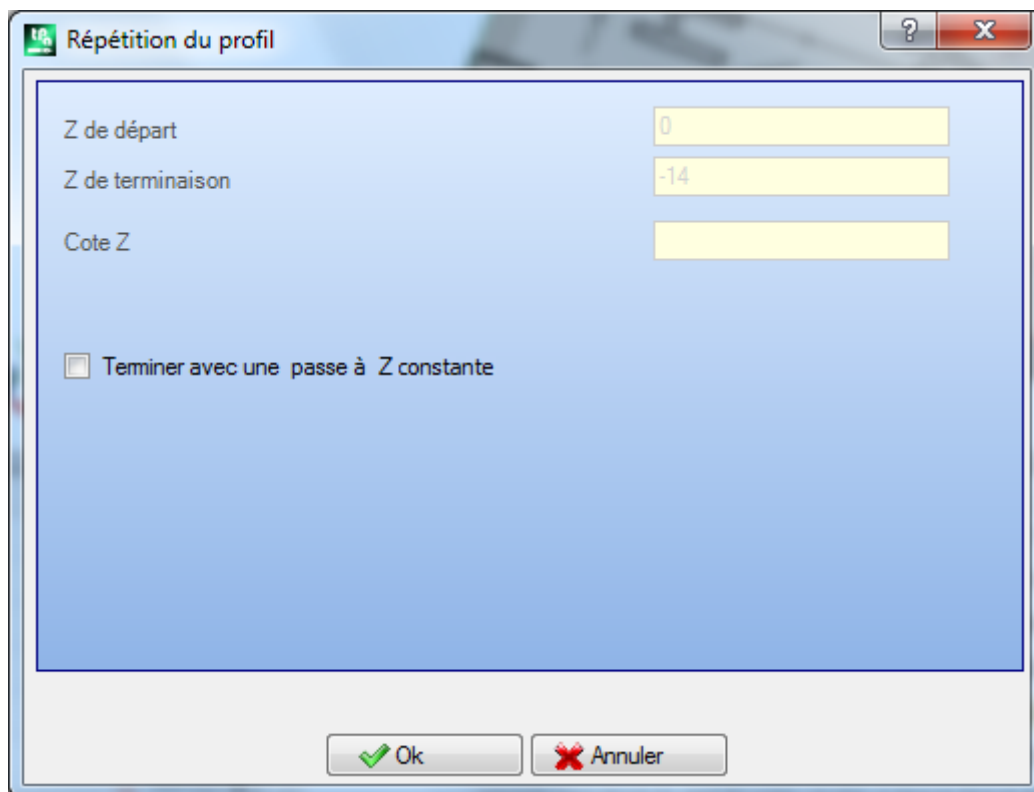 Répétition du profil
Z de départ 0
Z de terminaison -14
Cote Z
Terminer avec une passe à Z constante
Ok Annuler